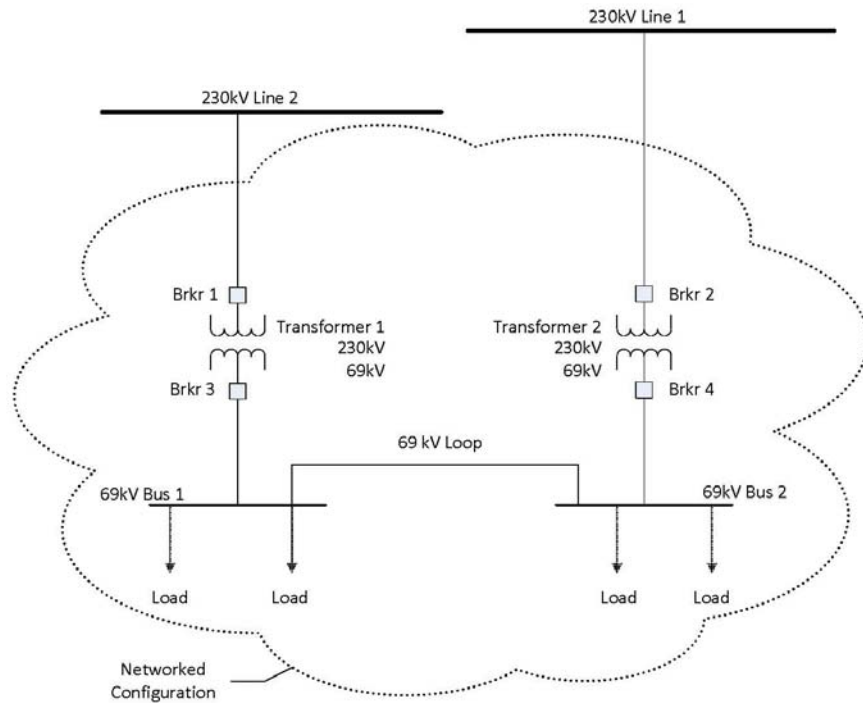 230kV Line 1
230kV Line 2
Brkr 1
Transformer 1
230kV
69kV
Brkr 3
Brkr 2
Transformer 2
230kV
69kV
Brkr 4
69 kV Loop
69kV Bus 1
69kV Bus 2
Load
Load
Load
Load
Networked
Configuration